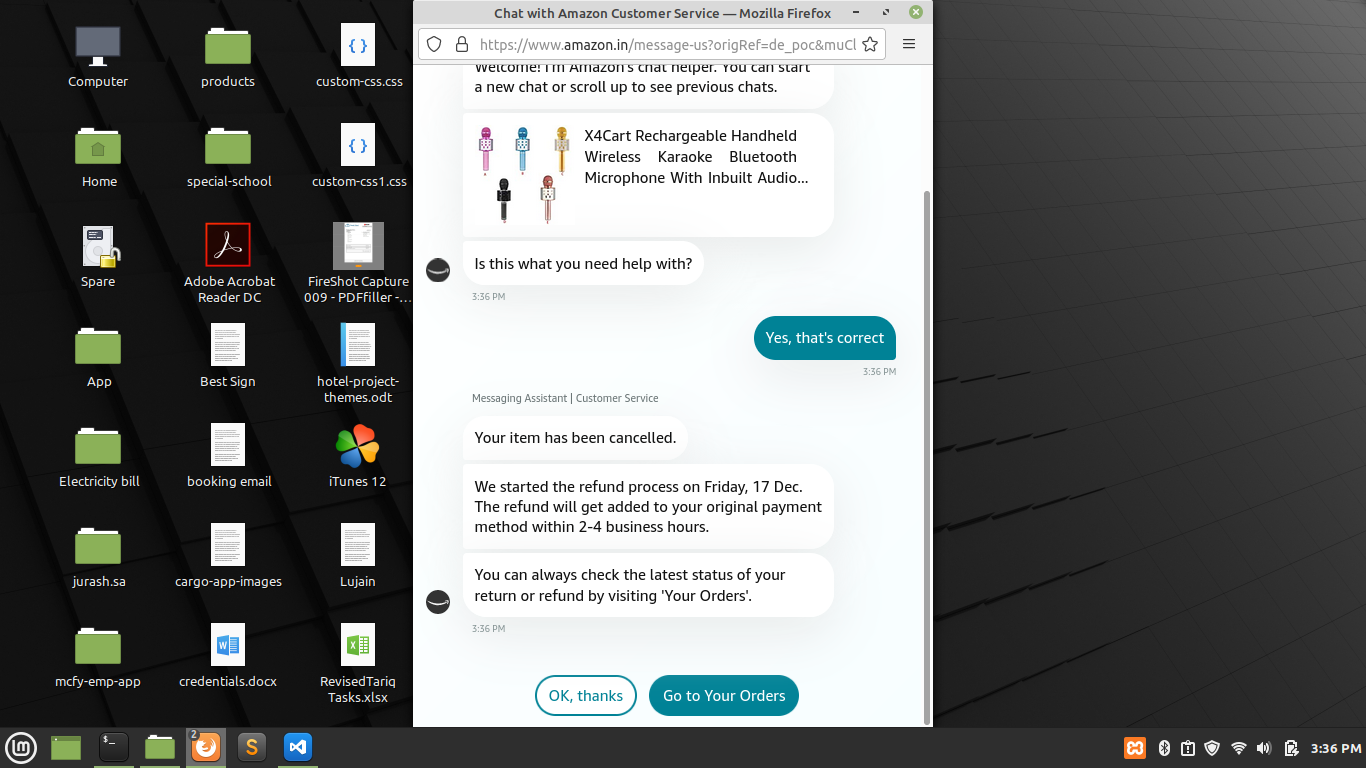 Chat with Amazon Customer Service — Mozilla Firefox
https://www.amazon.in/message-us?origRef=de_poc&muCl
Welcome! I'm Amazon's chat helper. You can start
a new chat or scroll up to see previous chats.
X4Cart Rechargeable Handheld
Wireless Karaoke Bluetooth
Microphone With Inbuilt Audio...
Is this what you need help with?
3:36 PM
Yes, that's correct
3:36 PM
Messaging Assistant | Customer Service
Your item has been cancelled.
We started the refund process on Friday, 17 Dec.
The refund will get added to your original payment
method within 2-4 business hours.
You can always check the latest status of your
return or refund by visiting 'Your Orders'.
3:36 PM
OK, thanks
Go to Your Orders
Computer
products
custom-css.css
Home
special-school
custom-css1.css
Spare
Adobe Acrobat
Reader DC
FireShot Capture
009 - PDFfiller -...
App
Best Sign
hotel-project-
themes.odt
Electricity bill
booking email
iTunes 12
jurash.sa
cargo-app-images
Lujain
mcfy-emp-app
credentials.docx
RevisedTariq
Tasks.xlsx
2
3:36 PM